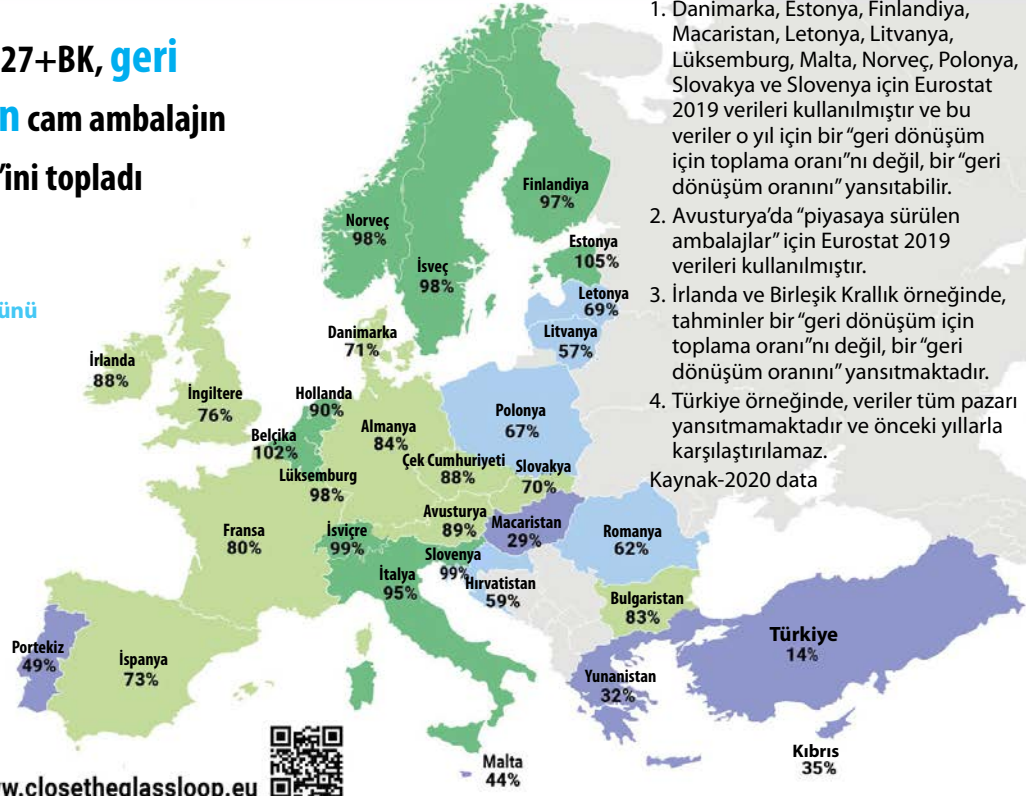 27+BK, geri
n cam ambalajın
'ini topladı
ünü
1. Danimarka, Estonya, Finlandiya,
Macaristan, Letonya, Litvanya,
Lüksemburg, Malta, Norveç, Polonya,
Slovakya ve Slovenya için Eurostat
2019 verileri kullanılmıştır ve bu
veriler o yıl için bir "geri dönüşüm
için toplama oranı"nı değil, bir "geri
dönüşüm oranını" yansıtabilir.
2. Avusturya'da "piyasaya sürülen
ambalajlar" için Eurostat 2019
verileri kullanılmıştır.
3. İrlanda ve Birleşik Krallık örneğinde,
tahminler bir "geri dönüşüm için
toplama oranı"nı değil, bir "geri
dönüşüm oranını" yansıtmaktadır.
4. Türkiye örneğinde, veriler tüm pazarı
yansıtmamaktadır ve önceki yıllarla
karşılaştırılamaz.
Kaynak-2020 data
Finlandiya
97%
Norveç
98%
İsveç
98%
Estonya
105%
Letonya
69%
Litvanya
57%
Danimarka
71%
İrlanda
88%
İngiltere
76%
Hollanda
90%
Belçika
102%
Almanya
84%
Polonya
67%
Çek Cumhuriyeti
88%
Slovakya
70%
Lüksemburg
98%
Avusturya
89%
Macaristan
29%
Fransa
80%
İsviçre
99%
Slovenya
99%
Romanya
62%
İtalya
95%
Hırvatistan
59%
Bulgaristan
83%
Portekiz
49%
İspanya
73%
Türkiye
14%
Yunanistan
32%
Malta
44%
Kıbrıs
35%
w.closetheglassloop.eu